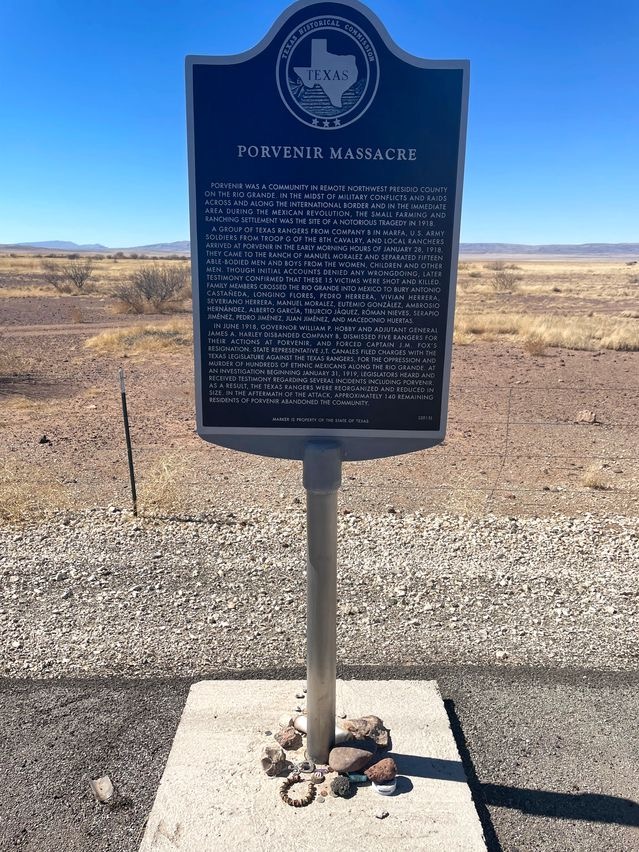 TEXAS HISTORICAL COMMISSION
TEXAS
PORVENIR MASSACRE
PORVENIR WAS A COMMUNITY IN REMOTE NORTHWEST PRESIDIO COUNTY
ON THE RIO GRANDE. IN THE MIDST OF MILITARY CONFLICTS AND RAIDS
ACROSS AND ALONG THE INTERNATIONAL BORDER AND IN THE IMMEDIATE
AREA DURING THE MEXICAN REVOLUTION, THE SMALL FARMING AND
RANCHING SETTLEMENT WAS THE SITE OF A NOTORIOUS TRAGEDY IN 1918.
A GROUP OF TEXAS RANGERS FROM COMPANY B IN MARFA, U.S. ARMY
SOLDIERS FROM TROOP G OF THE 8TH CAVALRY, AND LOCAL RANCHERS
ARRIVED AT PORVENIR IN THE EARLY MORNING HOURS OF JANUARY 28, 1918.
THEY CAME TO THE RANCH OF MANUEL MORALEZ AND SEPARATED FIFTEEN
ABLE-BODIED MEN AND BOYS FROM THE WOMEN, CHILDREN AND OTHER
MEN. THOUGH INITIAL ACCOUNTS DENIED ANY WRONGDOING, LATER
TESTIMONY CONFIRMED THAT THESE 15 VICTIMS WERE SHOT AND KILLED.
FAMILY MEMBERS CROSSED THE RIO GRANDE INTO MEXICO TO BURY ANTONIO
CASTAÑEDA, LONGINO FLORES, PEDRO HERRERA, VIVIAN HERRERA,
SEVERIANO HERRERA, MANUEL MORALEZ, EUTEMIO GONZÁLEZ, AMBROSIO
HERNÁNDEZ, ALBERTO GARCÍA, TIBURCIO JÁQUEZ, ROMAN NIEVES, SERAPIO
JIMÉNEZ, PEDRO JIMÉNEZ, JUAN JIMÉNEZ, AND MACEDONIO HUERTAS.
IN JUNE 1918, GOVERNOR WILLIAM P. HOBBY AND ADJUTANT GENERAL
JAMES A. HARLEY DISBANDED COMPANY B, DISMISSED FIVE RANGERS FOR
THEIR ACTIONS AT PORVENIR, AND FORCED CAPTAIN J.M. FOX'S
RESIGNATION. STATE REPRESENTATIVE J.T. CANALES FILED CHARGES WITH THE
TEXAS LEGISLATURE AGAINST THE TEXAS RANGERS, FOR THE OPPRESSION AND
MURDER OF HUNDREDS OF ETHNIC MEXICANS ALONG THE RIO GRANDE. AT
AN INVESTIGATION BEGINNING JANUARY 31, 1919, LEGISLATORS HEARD AND
RECEIVED TESTIMONY REGARDING SEVERAL INCIDENTS INCLUDING PORVENIR.
AS A RESULT, THE TEXAS RANGERS WERE REORGANIZED AND REDUCED IN
SIZE. IN THE AFTERMATH OF THE ATTACK, APPROXIMATELY 140 REMAINING
RESIDENTS OF PORVENIR ABANDONED THE COMMUNITY.
MARKER IS PROPERTY OF THE STATE OF TEXAS